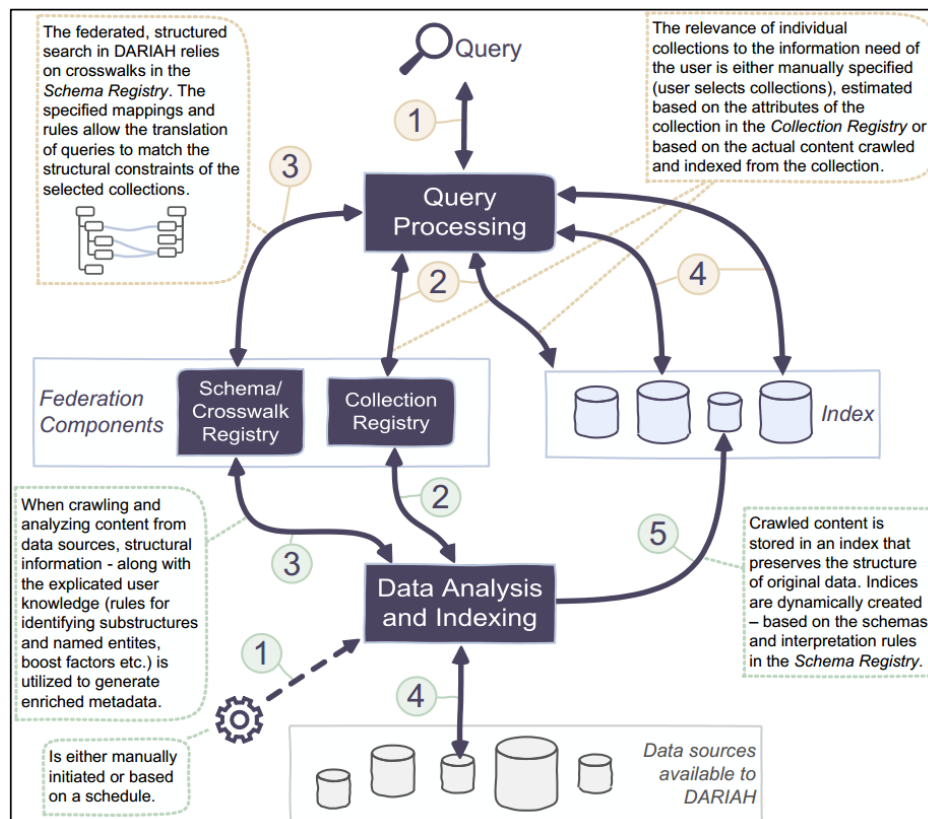 The federated, structured
search in DARIAH relies
on crosswalks in the
Schema Registry. The
specified mappings and
rules allow the translation
of queries to match the
structural constraints of the
selected collections.
Query
The relevance of individual
collections to the information need of
the user is either manually specified
(user selects collections), estimated
based on the attributes of the
collection in the Collection Registry or
based on the actual content crawled
and indexed from the collection.
1
3
Query
Processing
2
2
4
Federation
Components
Schema/
Crosswalk
Registry
Collection
Registry
Index
When crawling and
analyzing content from
data sources, structural
information - along with
the explicated user
knowledge (rules for
identifying substructures
and named entites,
boost factors etc.) is
utilized to generate
enriched metadata.
2
3
5
Crawled content is
stored in an index that
preserves the structure
of original data. Indices
are dynamically created
– based on the schemas
and interpretation rules
in the Schema Registry.
Data Analysis
and Indexing
1
4
Is either manually
initiated or based
on a schedule.
Data sources
available to
DARIAH